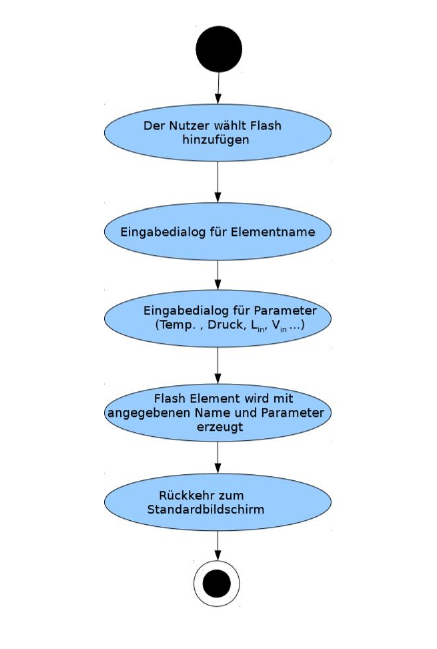 Der Nutzer wählt Flash
hinzufügen
Eingabedialog für Elementname
Eingabedialog für Parameter
(Temp. , Druck, Lin, Vin ...)
Flash Element wird mit
angegebenen Name und Parameter
erzeugt
Rückkehr zum
Standardbildschirm